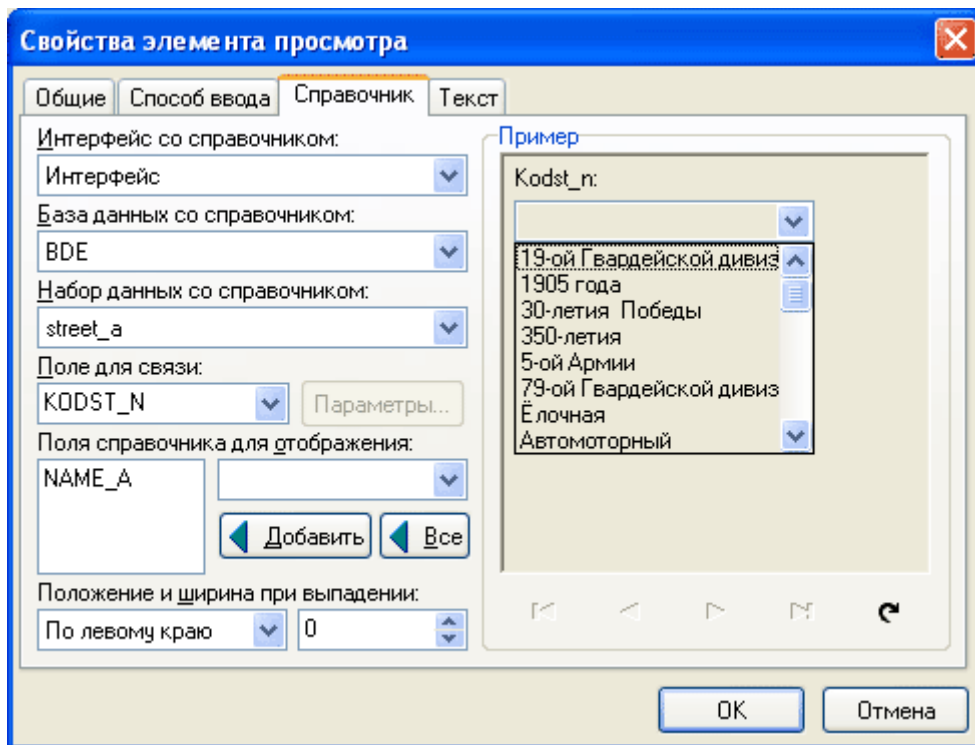 Свойства элемента просмотра
Общие
Способ ввода
Справочник
Текст
Интерфейс со справочником:
Интерфейс
База данных со справочником:
BDE
Набор данных со справочником:
street_a
Поле для связи:
KODST_N
Параметры...
Поля справочника для отображения:
NAME_A
Добавить
Все
Положение и ширина при выпадении:
По левому краю
0
Пример
Kodst_n:
19-ой Гвардейской дивиз
1905 года
30-летия Победы
350-летия
5-ой Армии
79-ой Гвардейской дивиз
Ёлочная
Автомоторный
OK
Отмена